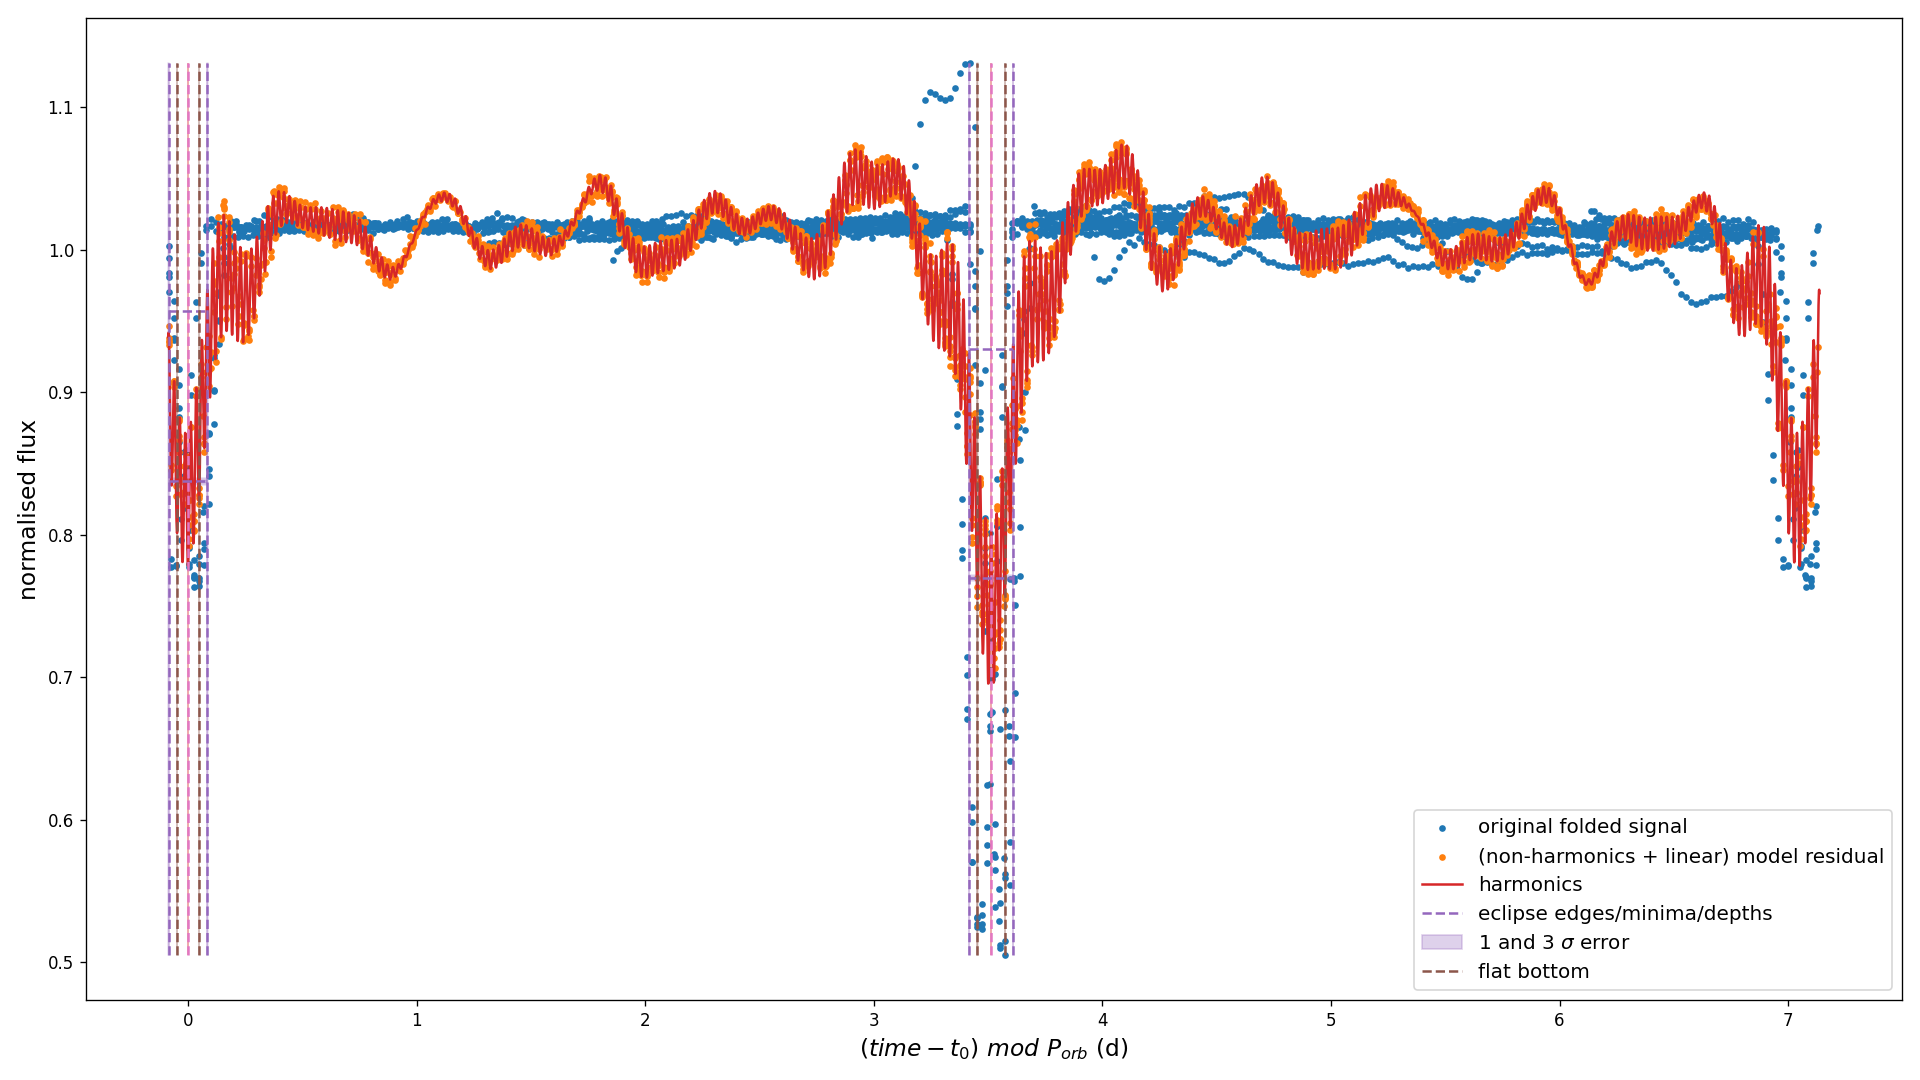 normalised flux
1.1
1.0
0.9
0.8
0.7
0.6
0.5
0
1
2
3
4
5
6
7
(time − t₀) mod Pₒᵣb (d)
original folded signal
(non-harmonics + linear) model residual
harmonics
eclipse edges/minima/depths
1 and 3 σ error
flat bottom